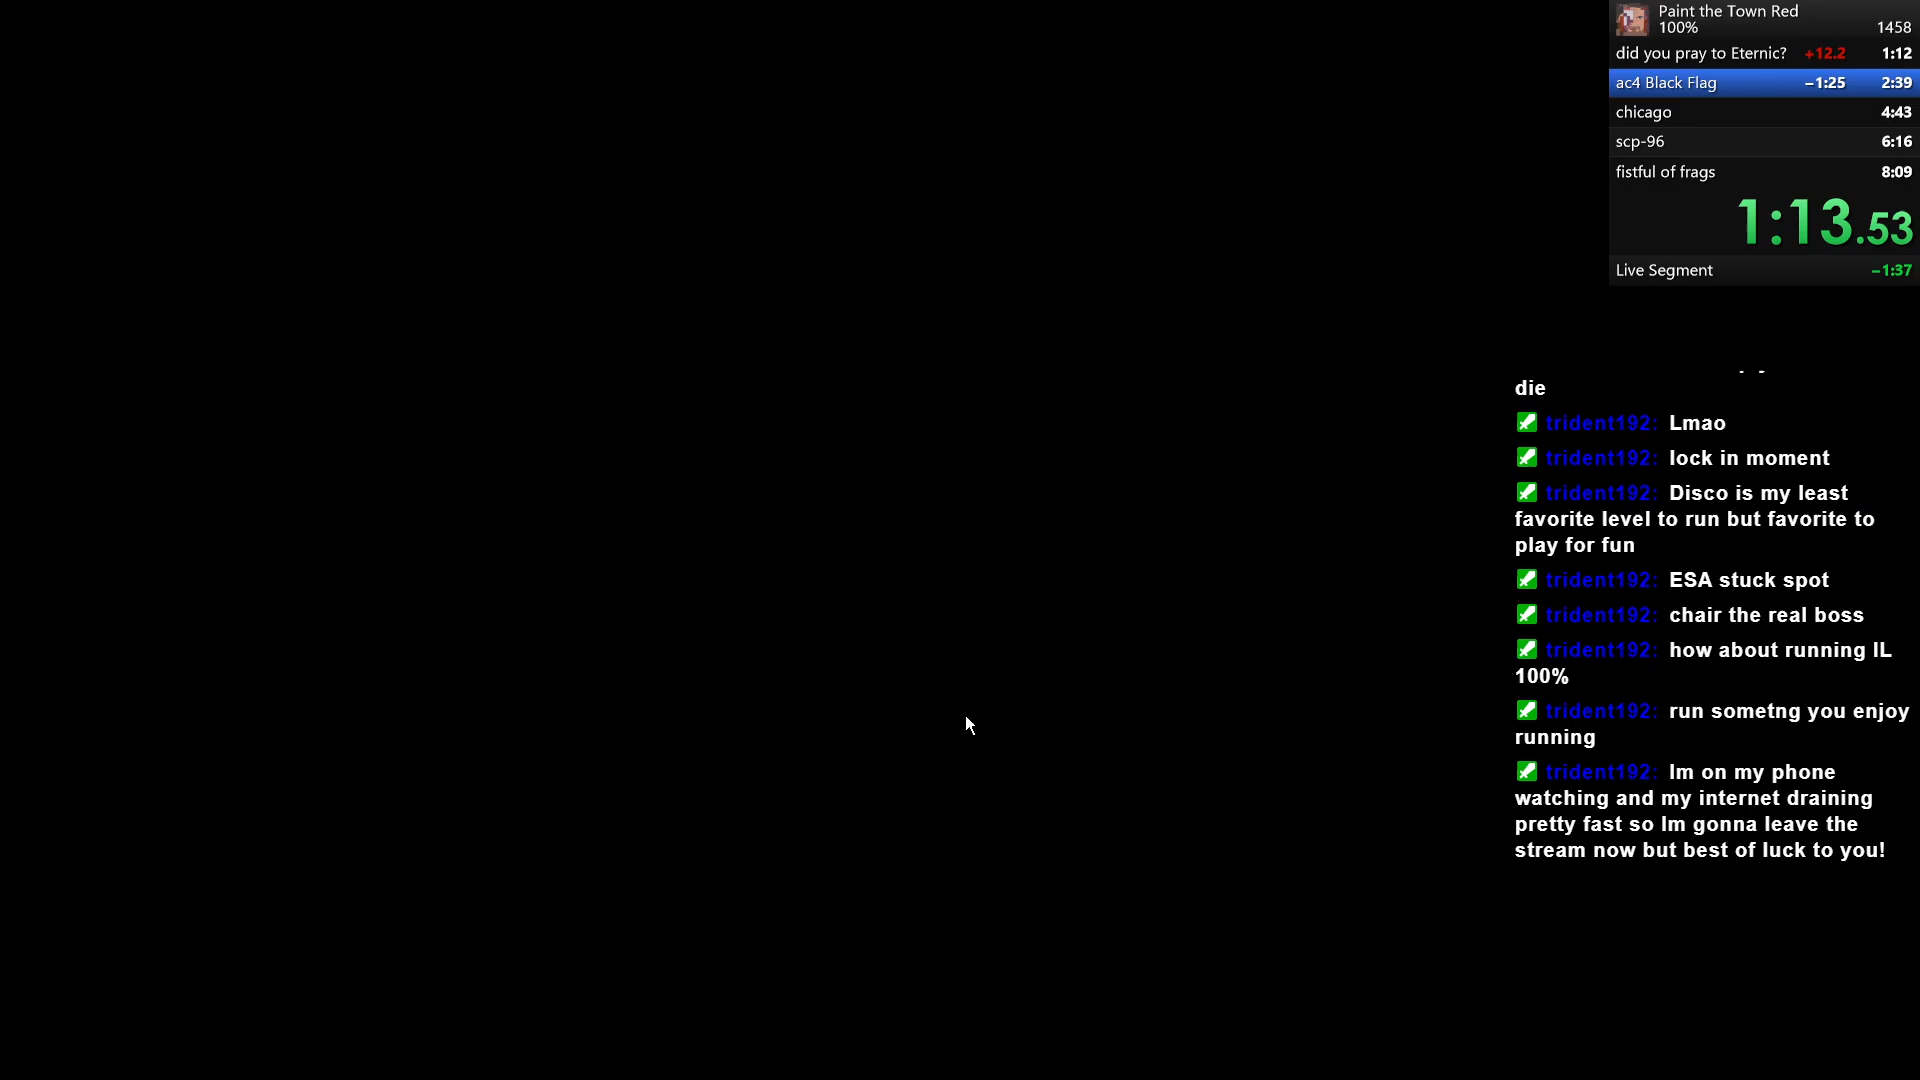 Paint the Town Red
100% 1458
did you pray to Eternic? +12.2 1:12
ac4 Black Flag −1:25 2:39
chicago 4:43
scp-96 6:16
fistful of frags 8:09
1:13.53
Live Segment −1:37
die
trident192: Lmao
trident192: lock in moment
trident192: Disco is my least
favorite level to run but favorite to
play for fun
trident192: ESA stuck spot
trident192: chair the real boss
trident192: how about running IL
100%
trident192: run sometng you enjoy
running
trident192: Im on my phone
watching and my internet draining
pretty fast so Im gonna leave the
stream now but best of luck to you!